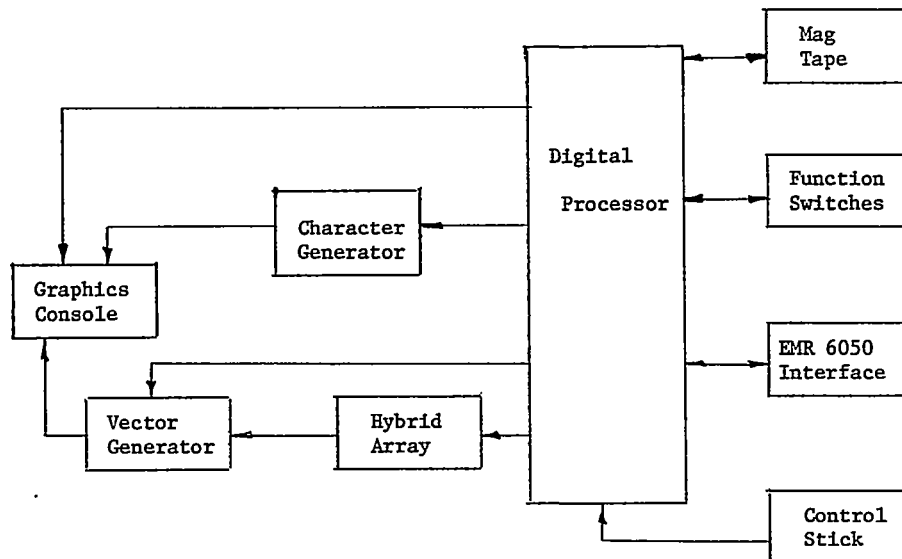 Mag
Tape
Digital
Processor
Function
Switches
Character
Generator
Graphics
Console
EMR 6050
Interface
Vector
Generator
Hybrid
Array
Control
Stick